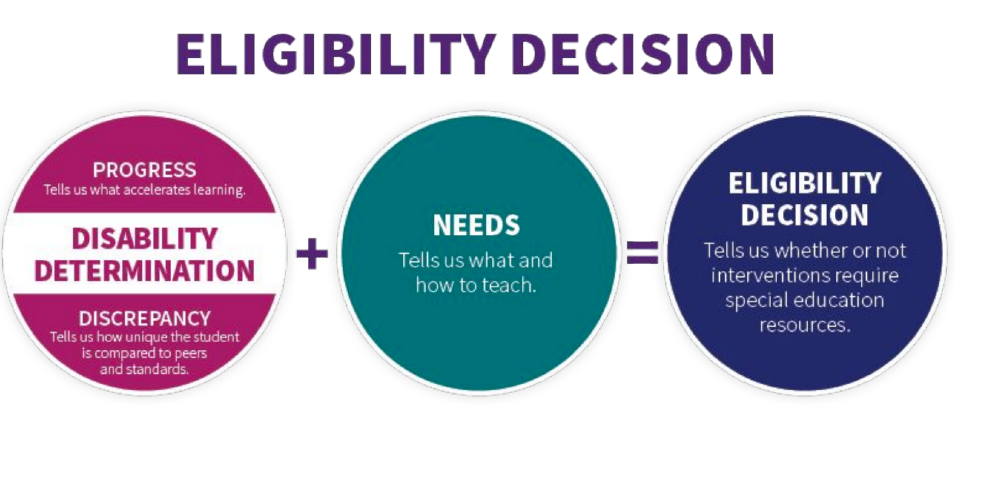 ELIGIBILITY DECISION
PROGRESS
Tells us what accelerates learning.
DISABILITY
DETERMINATION
DISCREPANCY
Tells us how unique the student
is compared to peers
and standards.
+
NEEDS
Tells us what and
how to teach.
=
ELIGIBILITY
DECISION
Tells us whether or not
interventions require
special education
resources.